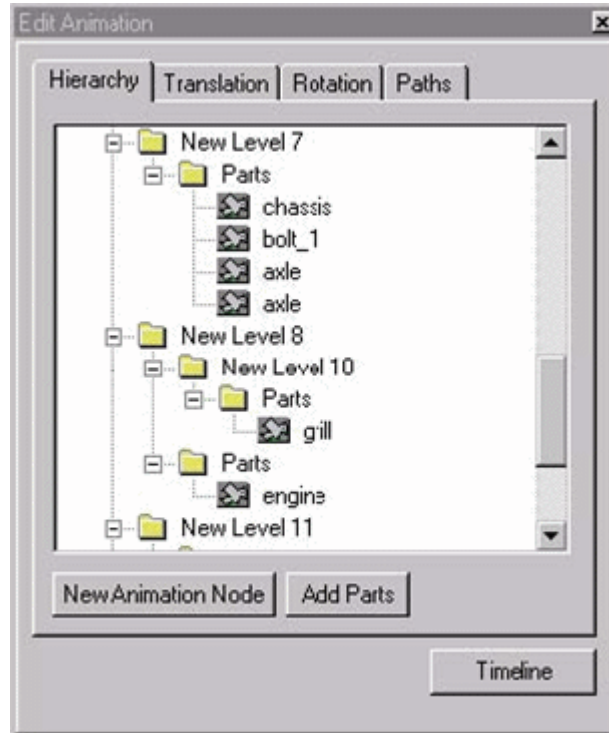 Edit Animation
Hierarchy Translation Rotation Paths
New Level 7
Parts
chassis
bolt_1
axle
axle
New Level 8
New Level 10
Parts
grill
Parts
engine
New Level 11
New Animation Node Add Parts
Timeline